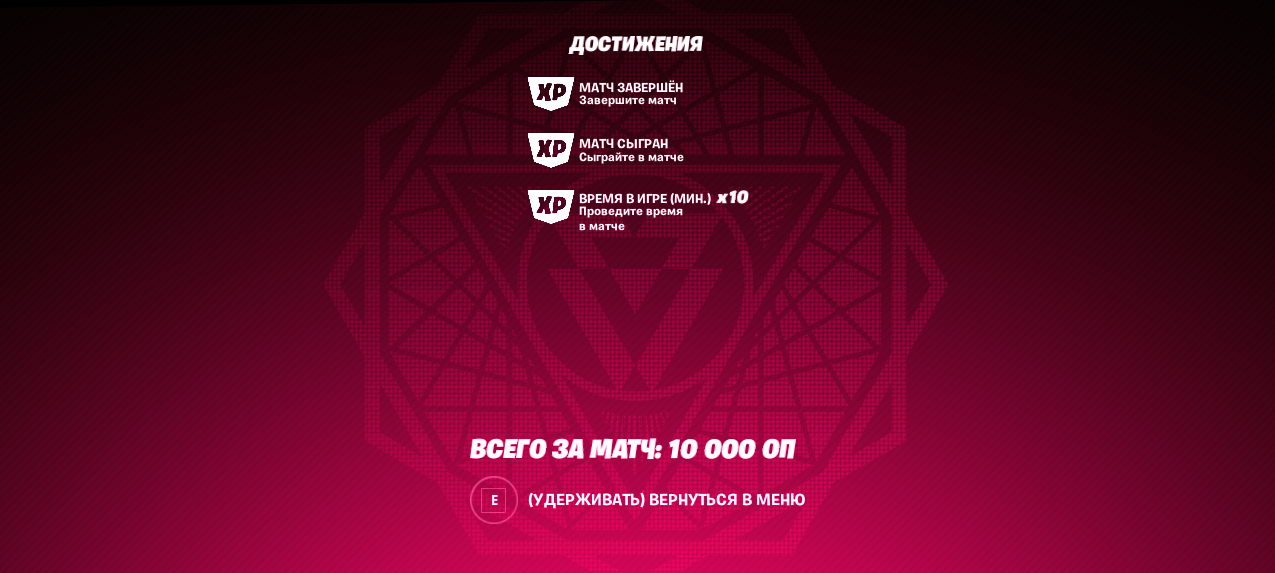 ДОСТИЖЕНИЯ
XP
МАТЧ ЗАВЕРШЁН
Завершите матч
XP
МАТЧ СЫГРАН
Сыграйте в матче
XP
ВРЕМЯ В ИГРЕ (МИН.) x10
Проведите время
в матче
ВСЕГО ЗА МАТЧ: 10 000 ОП
E (УДЕРЖИВАТЬ) ВЕРНУТЬСЯ В МЕНЮ